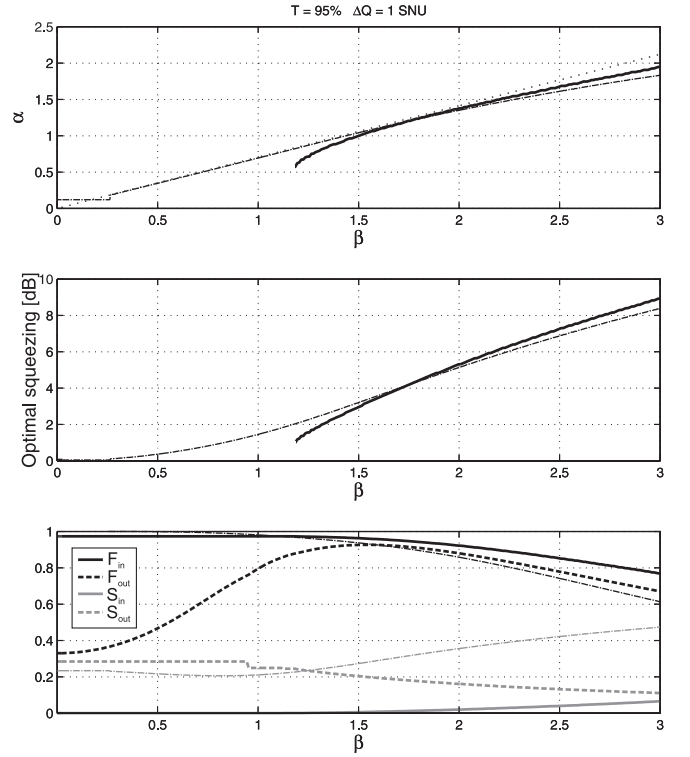 T = 95% ΔQ = 1 SNU
2.5
2
1.5
1
0.5
0
α
0 0.5 1 1.5 2 2.5 3
β
10
8
6
4
2
0
Optimal squeezing [dB]
0 0.5 1 1.5 2 2.5 3
β
1
0.8
0.6
0.4
0.2
0
F_in
F_out
S_in
S_out
0.5 1 1.5 2 2.5 3
β